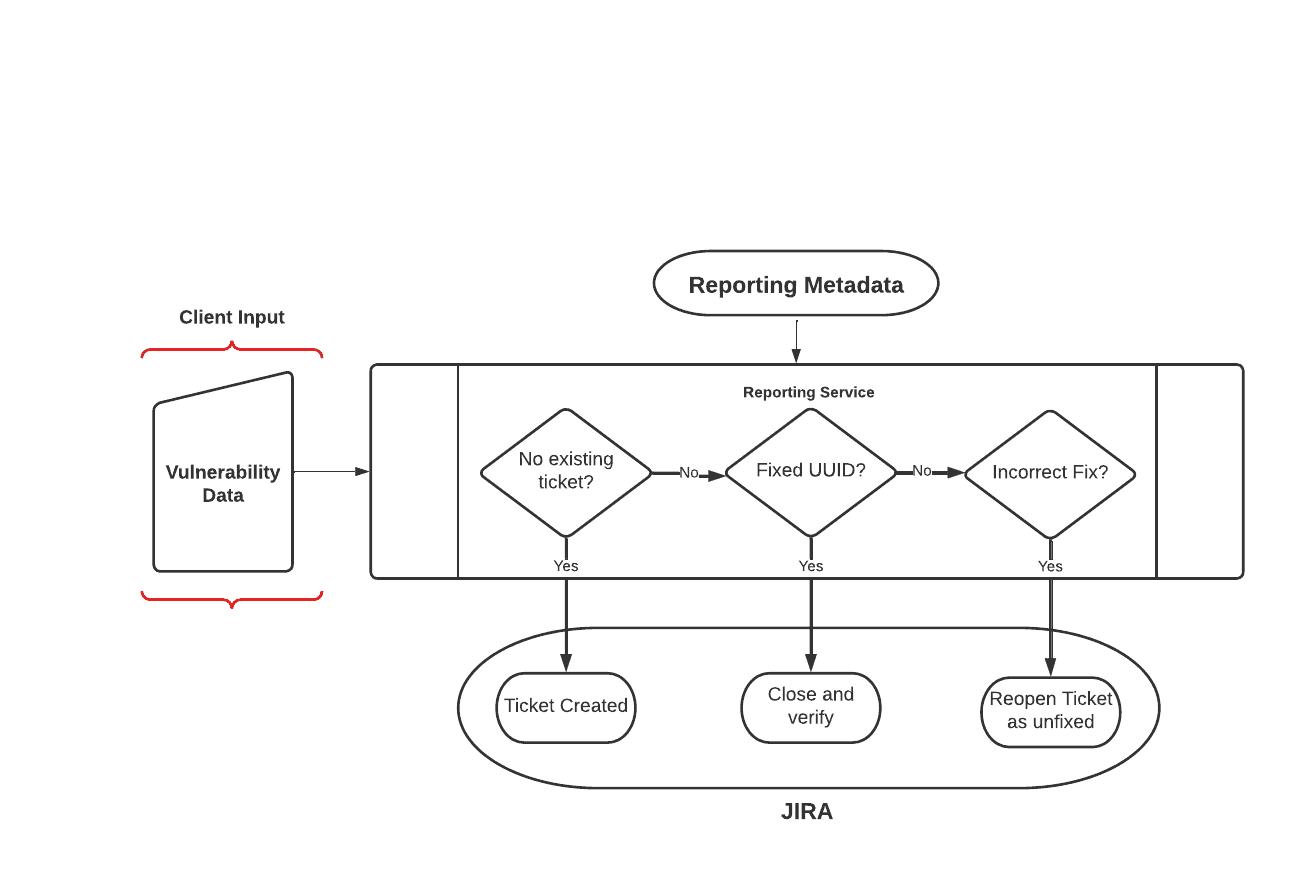 Reporting Metadata
Client Input
Vulnerability
Data
Reporting Service
No existing
ticket?
No
Fixed UUID?
No
Incorrect Fix?
Yes
Yes
Yes
Ticket Created
Close and
verify
Reopen Ticket
as unfixed
JIRA